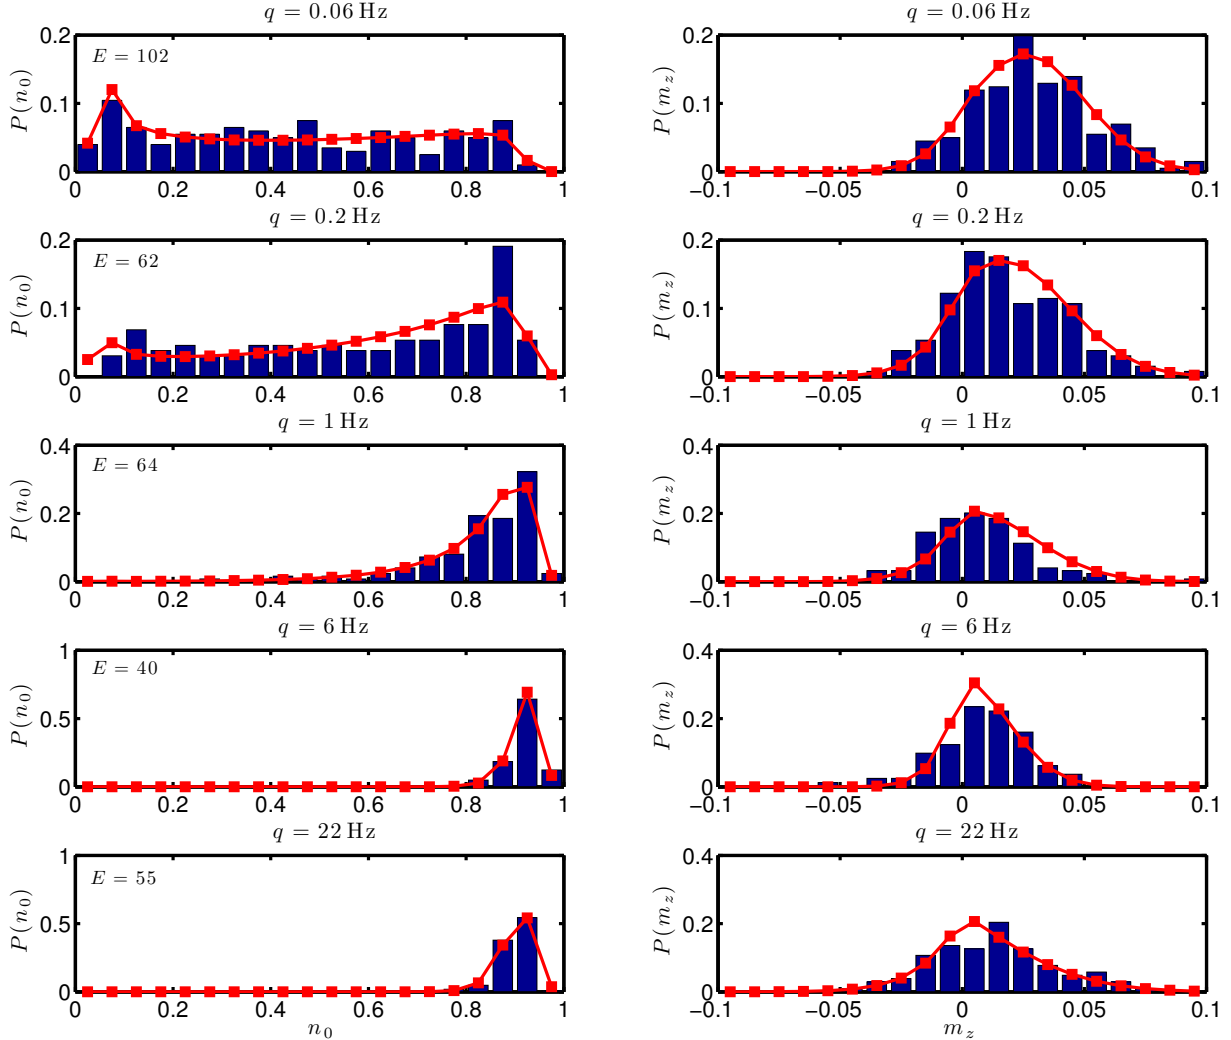 q = 0.06 Hz
0.2
0.1
0
P(n₀)
E = 102
0 0.2 0.4 0.6 0.8 1
q = 0.06 Hz
0.2
0.1
0
P(m_z)
−0.1 −0.05 0 0.05 0.1
q = 0.2 Hz
0.2
0.1
0
P(n₀)
E = 62
0 0.2 0.4 0.6 0.8 1
q = 0.2 Hz
0.2
0.1
0
P(m_z)
−0.1 −0.05 0 0.05 0.1
q = 1 Hz
0.4
0.2
0
P(n₀)
E = 64
0 0.2 0.4 0.6 0.8 1
q = 1 Hz
0.4
0.2
0
P(m_z)
−0.1 −0.05 0 0.05 0.1
q = 6 Hz
1
0.5
0
P(n₀)
E = 40
0 0.2 0.4 0.6 0.8 1
q = 6 Hz
0.4
0.2
0
P(m_z)
−0.1 −0.05 0 0.05 0.1
q = 22 Hz
1
0.5
0
P(n₀)
E = 55
0 0.2 0.4 0.6 0.8 1
n₀
q = 22 Hz
0.4
0.2
0
P(m_z)
−0.1 −0.05 0 0.05 0.1
m_z